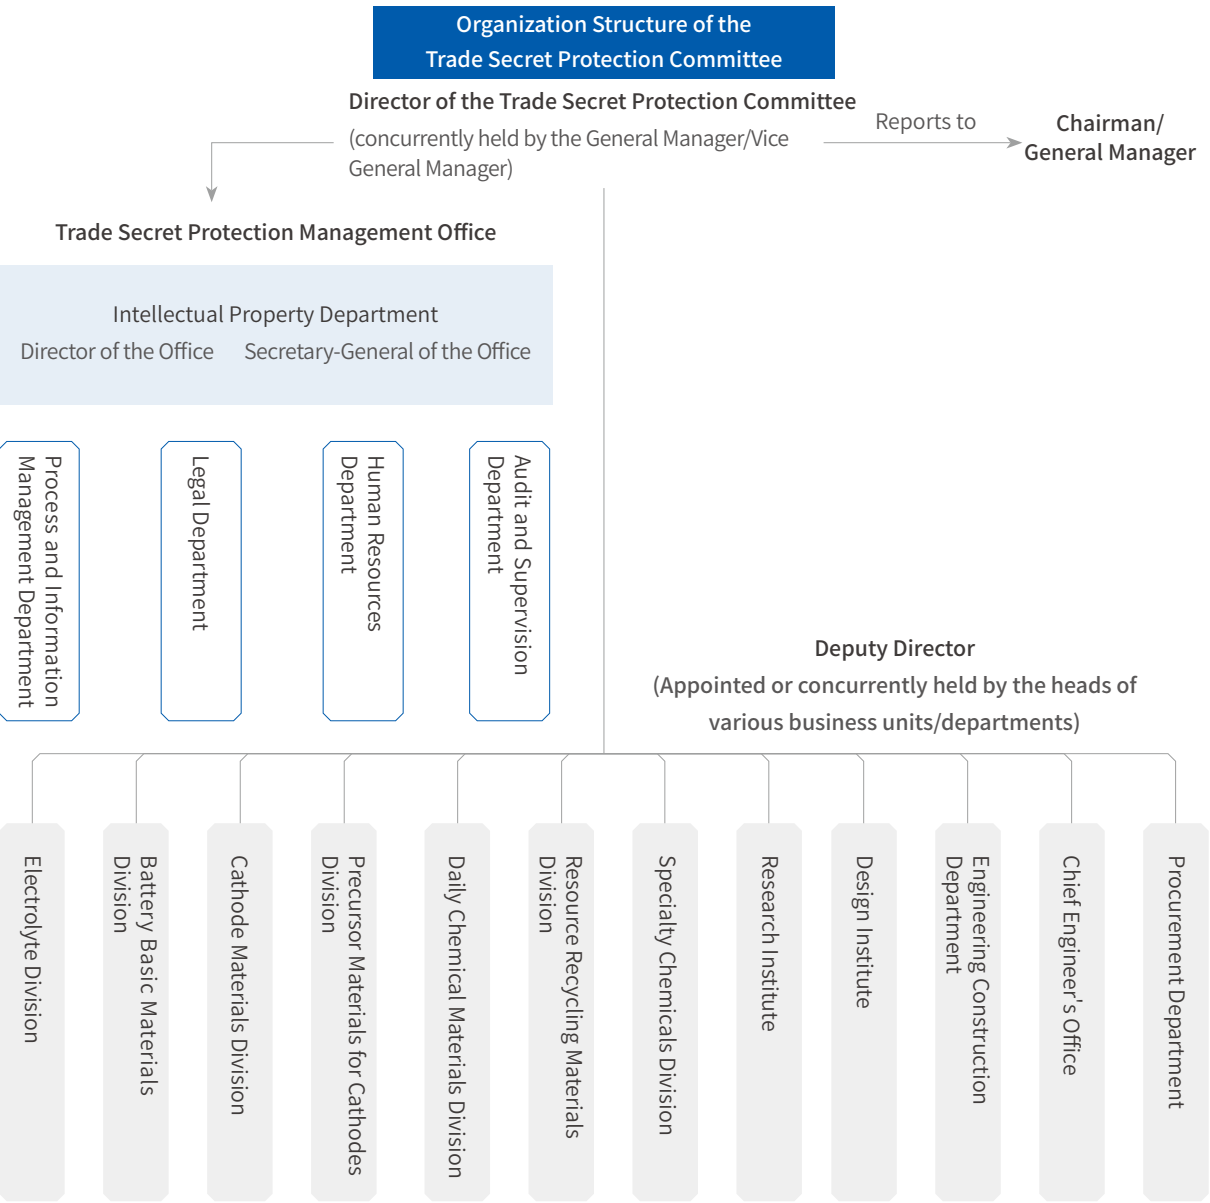 Organization Structure of the
Trade Secret Protection Committee
Director of the Trade Secret Protection Committee
(concurrently held by the General Manager/Vice
General Manager)
Reports to
Chairman/
General Manager
Trade Secret Protection Management Office
Intellectual Property Department
Director of the Office
Secretary-General of the Office
Process and Information
Management Department
Legal Department
Human Resources
Department
Audit and Supervision
Department
Deputy Director
(Appointed or concurrently held by the heads of
various business units/departments)
Electrolyte Division
Battery Basic Materials
Division
Cathode Materials Division
Precursor Materials for Cathodes
Division
Daily Chemical Materials Division
Resource Recycling Materials
Division
Specialty Chemicals Division
Research Institute
Design Institute
Engineering Construction
Department
Chief Engineer's Office
Procurement Department